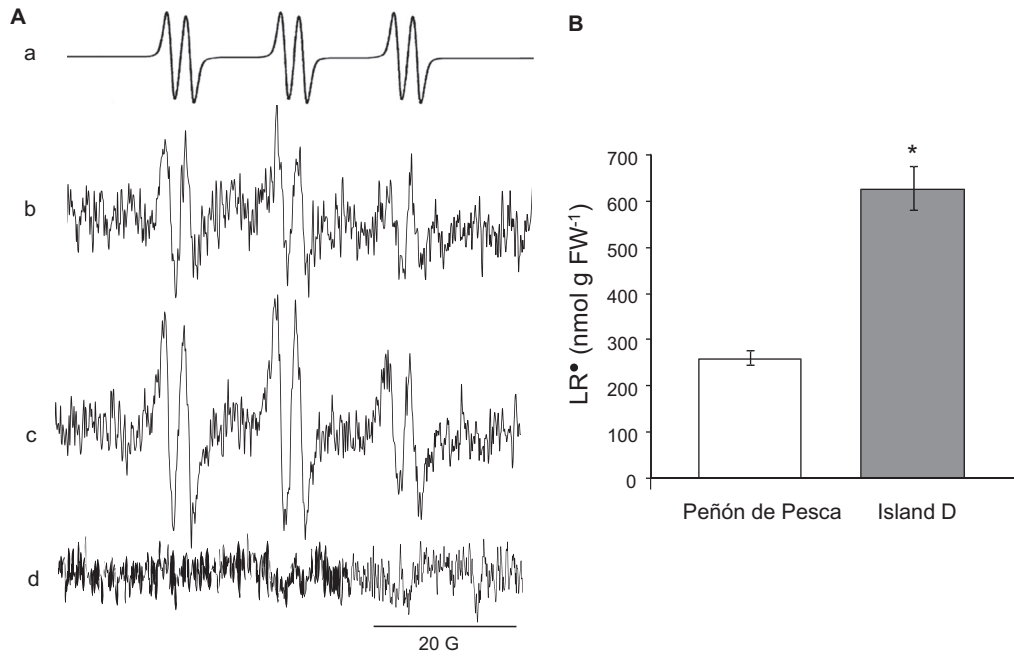 A
a
b
c
d
20 G
B
LR● (nmol g FW-1)
700
600
500
400
300
200
100
0
*
Peñón de Pesca
Island D